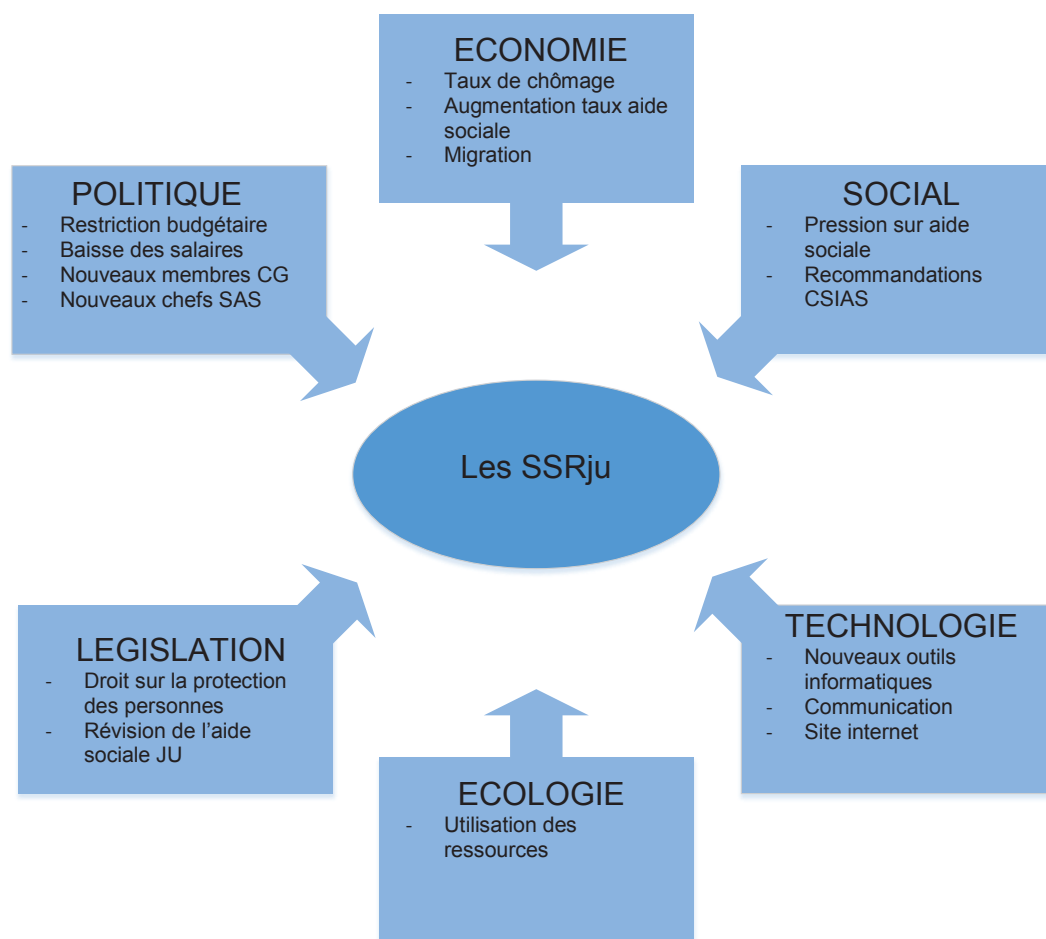 ECONOMIE
- Taux de chômage
- Augmentation taux aide
sociale
- Migration
POLITIQUE
- Restriction budgétaire
- Baisse des salaires
- Nouveaux membres CG
- Nouveaux chefs SAS
SOCIAL
- Pression sur aide
sociale
- Recommandations
CSIAS
Les SSRju
LEGISLATION
- Droit sur la protection
des personnes
- Révision de l’aide
sociale JU
TECHNOLOGIE
- Nouveaux outils
informatiques
- Communication
- Site internet
ECOLOGIE
- Utilisation des
ressources